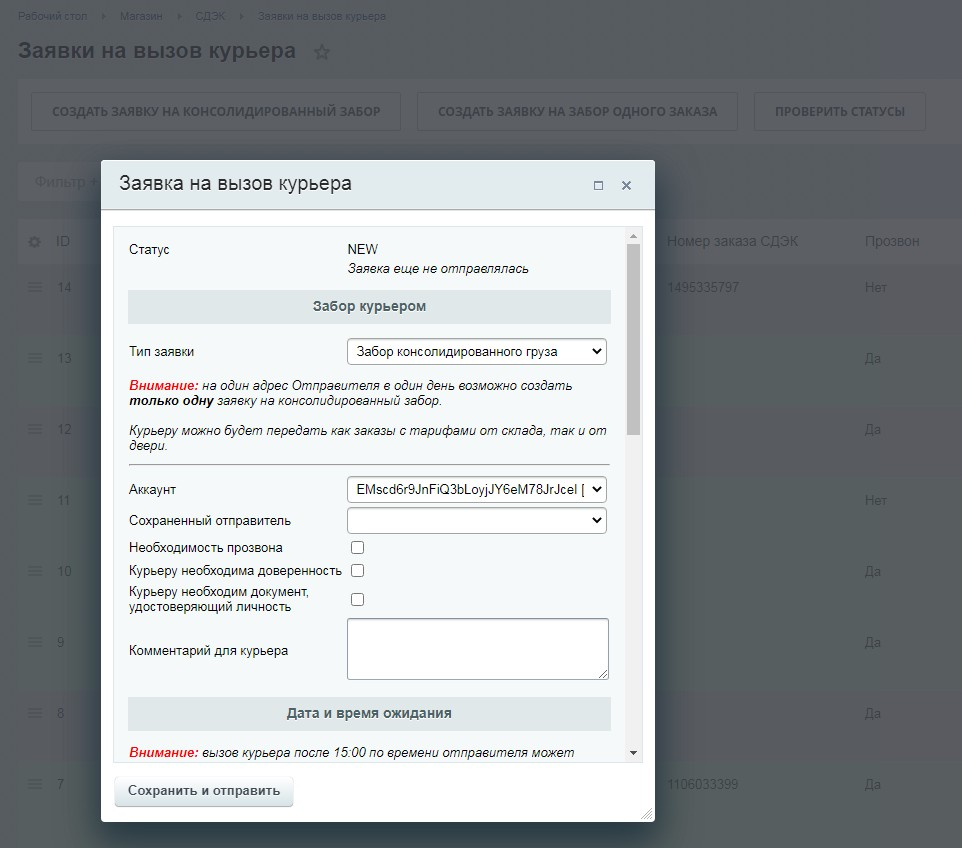 Рабочий стол Магазин СДЭК Заявки на вызов курьера
Заявки на вызов курьера
СОЗДАТЬ ЗАЯВКУ НА КОНСОЛИДИРОВАННЫЙ ЗАБОР СОЗДАТЬ ЗАЯВКУ НА ЗАБОР ОДНОГО ЗАКАЗА ПРОВЕРИТЬ СТАТУСЫ
Фильтр +
Заявка на вызов курьера
ID Номер заказа СДЭК Прозвон
14 1495335797 Нет
13 Да
12 Да
11 Нет
10 Да
9 Да
8 Да
7 1106033399 Да
Статус NEW
Заявка еще не отправлялась
Забор курьером
Тип заявки Забор консолидированного груза
Внимание: на один адрес Отправителя в один день возможно создать
только одну заявку на консолидированный забор.
Курьеру можно будет передать как заказы с тарифами от склада, так и от
двери.
Аккаунт EMscd6r9JnFiQ3bLoyjJY6eM78JrJceI [
Сохраненный отправитель
Необходимость прозвона
Курьеру необходима доверенность
Курьеру необходим документ,
удостоверяющий личность
Комментарий для курьера
Дата и время ожидания
Внимание: вызов курьера после 15:00 по времени отправителя может
Сохранить и отправить